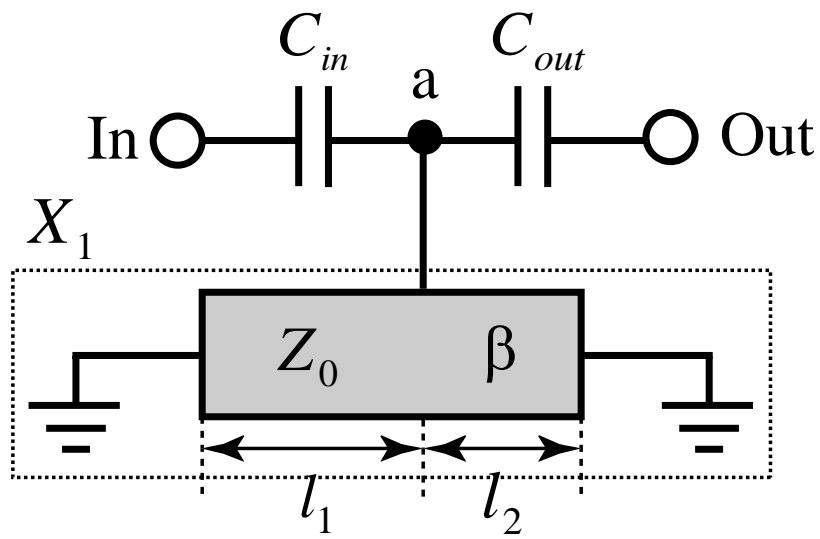 C_in C_out
a
In Out
X_1
Z_0 β
l_1 l_2